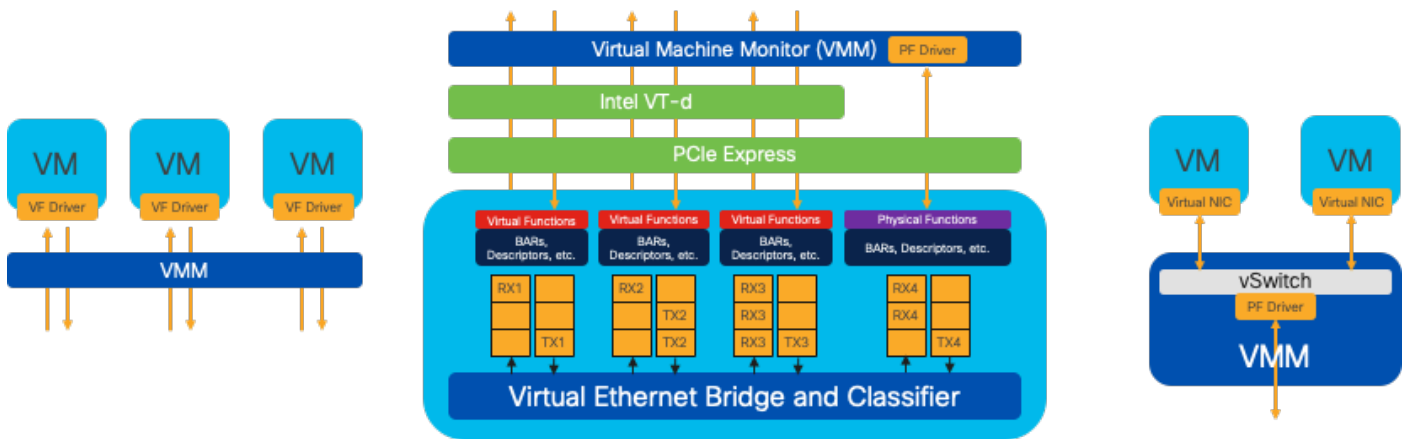 VM
VM
VM
VF Driver
VF Driver
VF Driver
VMM
Virtual Machine Monitor (VMM)
PF Driver
Intel VT-d
PCIe Express
Virtual Functions
Virtual Functions
Virtual Functions
Physical Functions
BARs,
Descriptors, etc.
BARs,
Descriptors, etc.
BARs,
Descriptors, etc.
BARs, Descriptors, etc.
RX1
TX1
RX2
TX2
TX2
RX3
RX3
RX3
TX3
RX4
RX4
TX4
Virtual Ethernet Bridge and Classifier
VM
VM
Virtual NIC
Virtual NIC
vSwitch
PF Driver
VMM